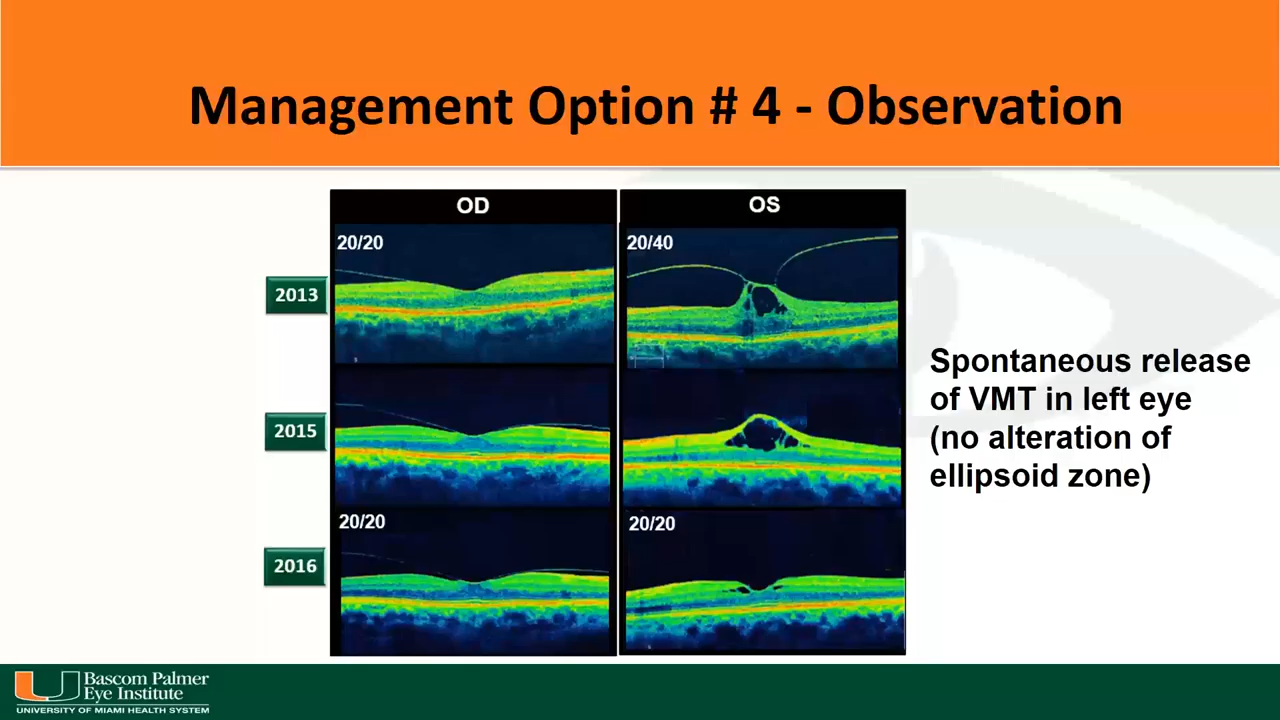 Management Option # 4 - Observation
OD
OS
20/20
20/40
2013
2015
20/20
20/20
2016
Spontaneous release
of VMT in left eye
(no alteration of
ellipsoid zone)
Bascom Palmer
Eye Institute
UNIVERSITY OF MIAMI HEALTH SYSTEM